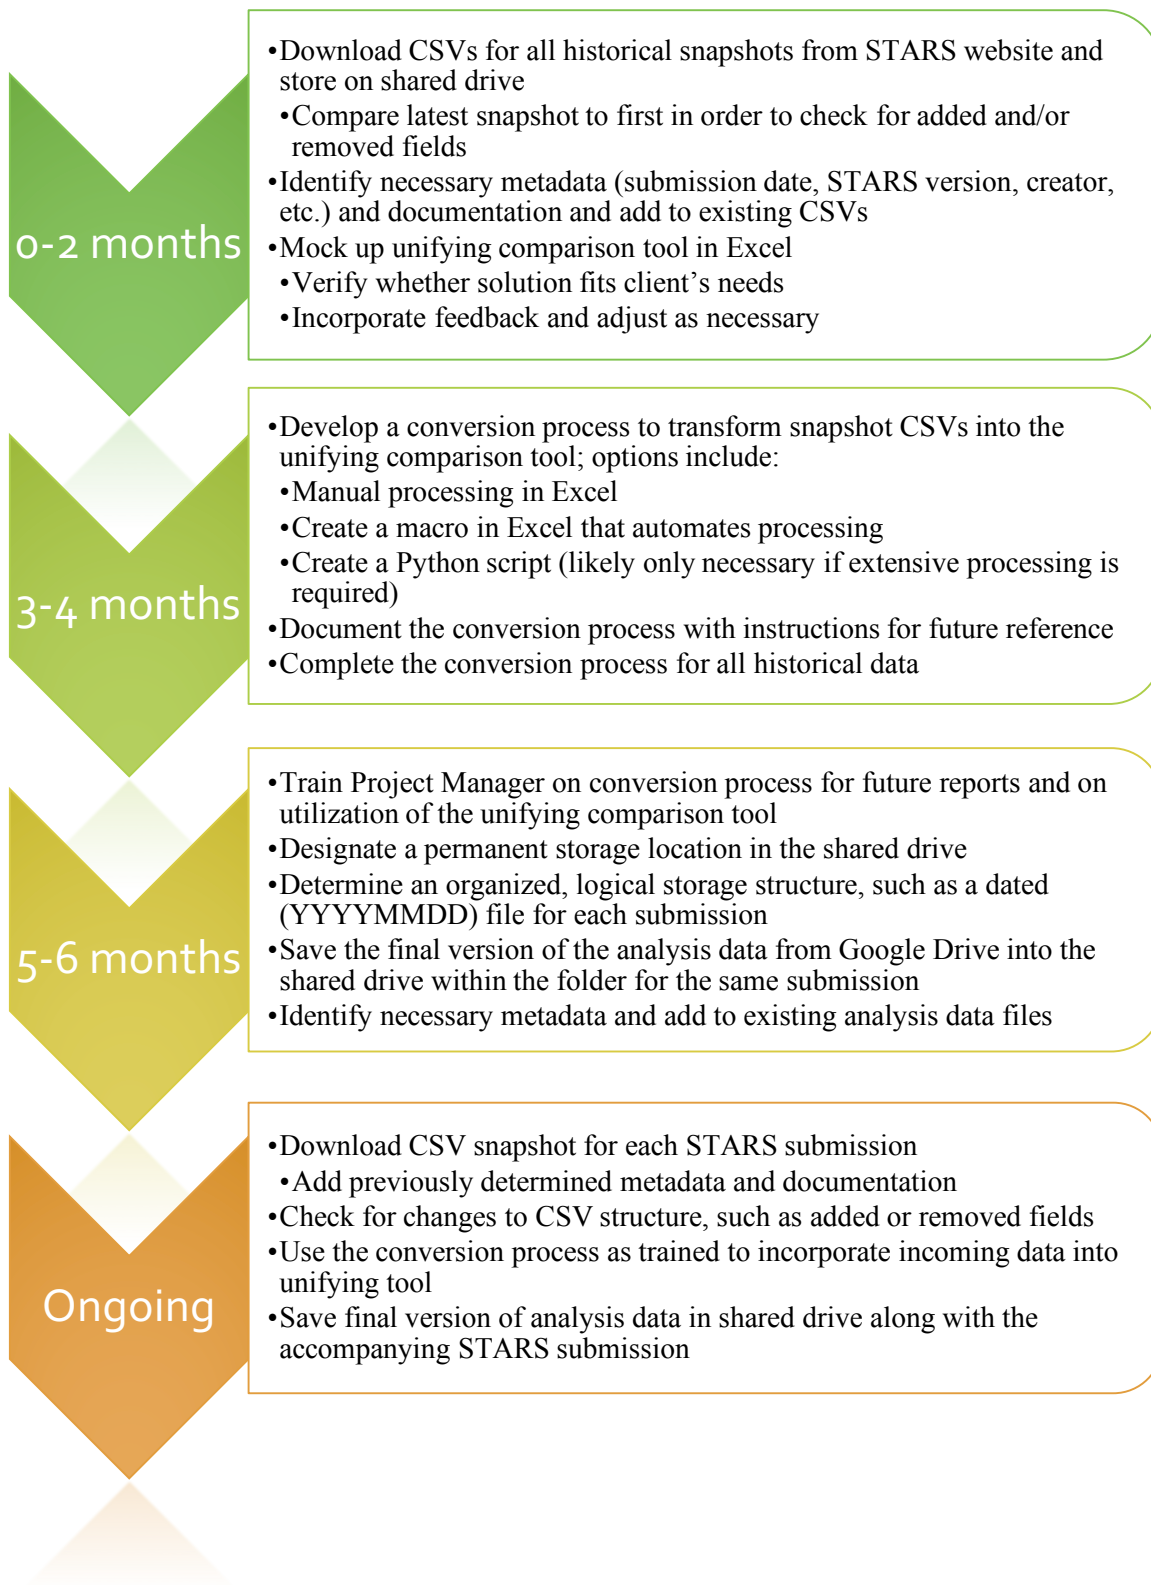 •Download CSVs for all historical snapshots from STARS website and
store on shared drive
•Compare latest snapshot to first in order to check for added and/or
removed fields
•Identify necessary metadata (submission date, STARS version, creator,
etc.) and documentation and add to existing CSVs
•Mock up unifying comparison tool in Excel
•Verify whether solution fits client’s needs
•Incorporate feedback and adjust as necessary
0-2 months
•Develop a conversion process to transform snapshot CSVs into the
unifying comparison tool; options include:
•Manual processing in Excel
•Create a macro in Excel that automates processing
•Create a Python script (likely only necessary if extensive processing is
required)
•Document the conversion process with instructions for future reference
•Complete the conversion process for all historical data
3-4 months
•Train Project Manager on conversion process for future reports and on
utilization of the unifying comparison tool
•Designate a permanent storage location in the shared drive
•Determine an organized, logical storage structure, such as a dated
(YYYYMMDD) file for each submission
•Save the final version of the analysis data from Google Drive into the
shared drive within the folder for the same submission
•Identify necessary metadata and add to existing analysis data files
5-6 months
•Download CSV snapshot for each STARS submission
•Add previously determined metadata and documentation
•Check for changes to CSV structure, such as added or removed fields
•Use the conversion process as trained to incorporate incoming data into
unifying tool
•Save final version of analysis data in shared drive along with the
accompanying STARS submission
Ongoing